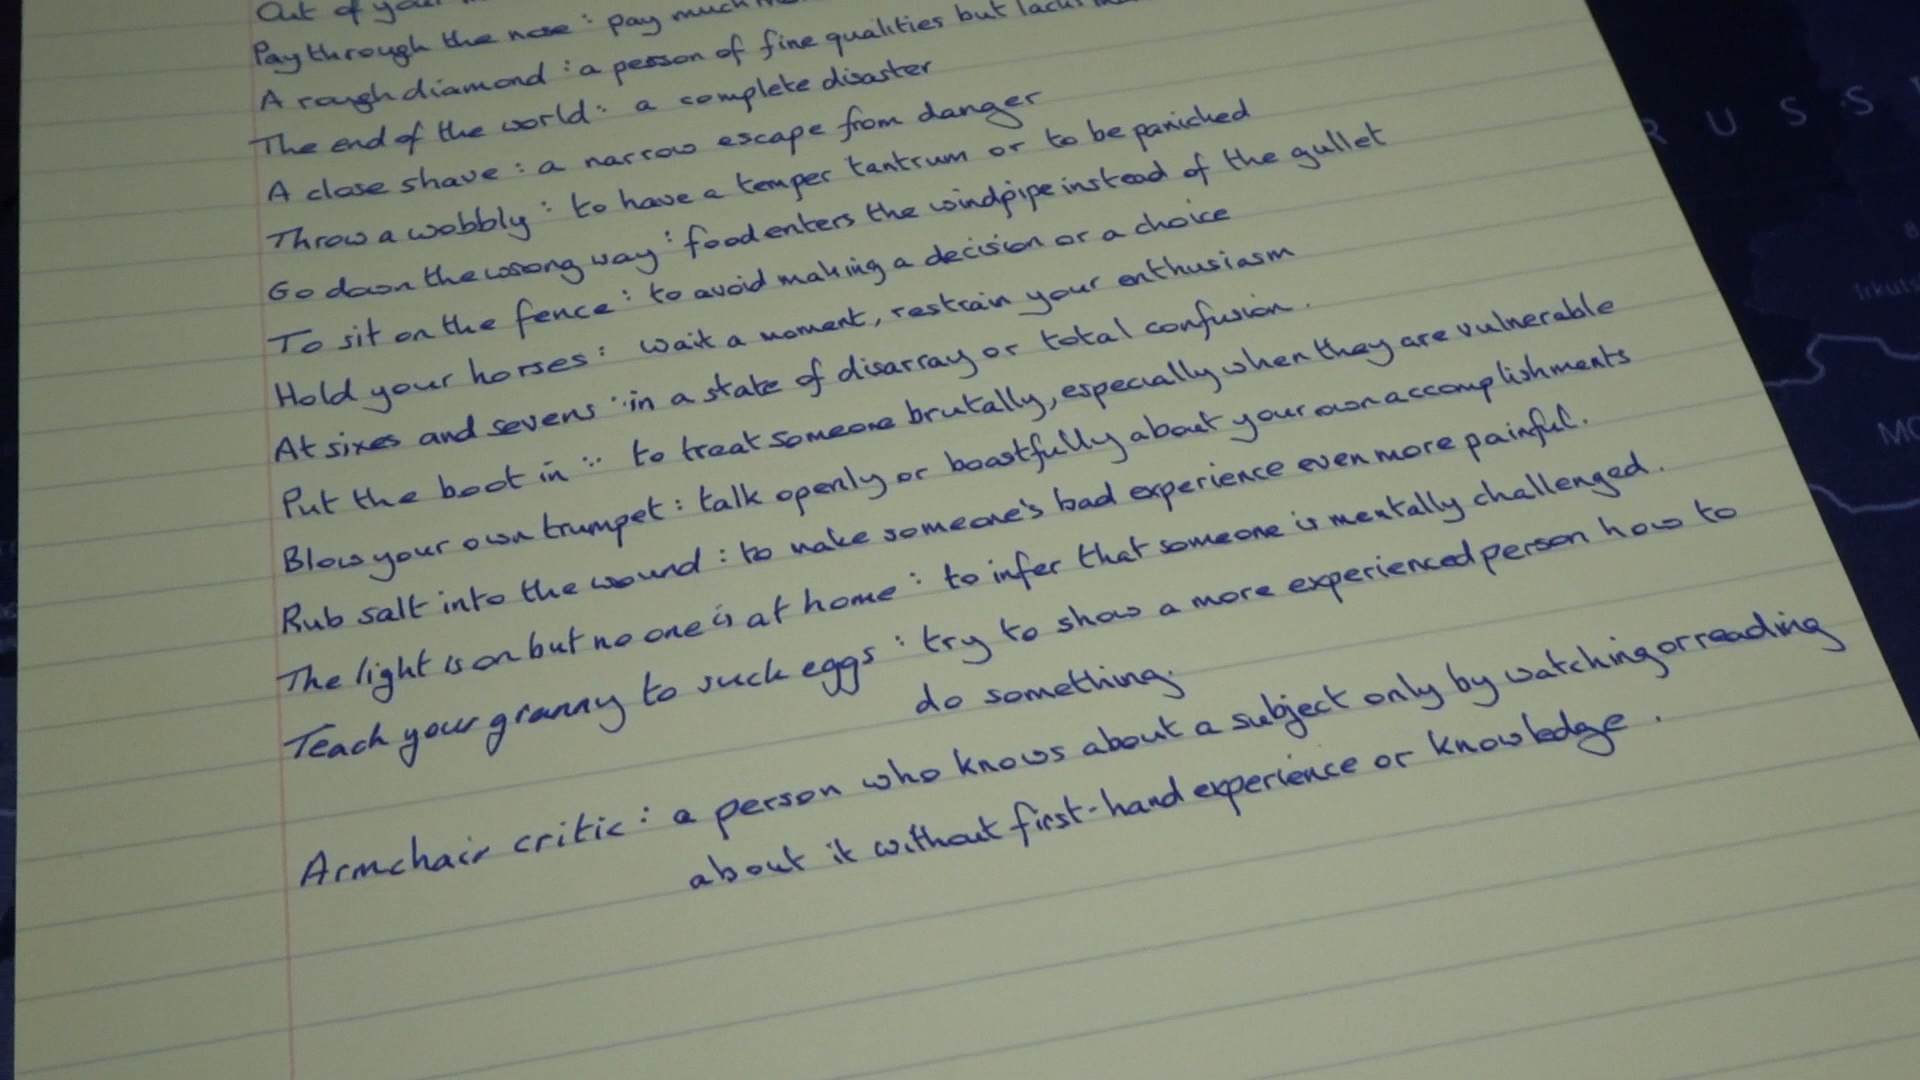 Out of your
Pay through the nose : pay much
A rough diamond : a person of fine qualities but lacks
The end of the world : a complete disaster
A close shave : a narrow escape from danger
Throw a wobbly : to have a temper tantrum or to be panicked
Go down the wrong way : food enters the windpipe instead of the gullet
To sit on the fence : to avoid making a decision or a choice
Hold your horses : wait a moment, restrain your enthusiasm
At sixes and sevens : in a state of disarray or total confusion.
Put the boot in : to treat someone brutally, especially when they are vulnerable
Blow your own trumpet : talk openly or boastfully about your own accomplishments
Rub salt into the wound : to make someone's bad experience even more painful.
The light is on but no one is at home : to infer that someone is mentally challenged.
Teach your granny to suck eggs : try to show a more experienced person how to
do something.
Armchair critic : a person who knows about a subject only by watching or reading
about it without first-hand experience or knowledge.
RUSSI
Irkuts
MO